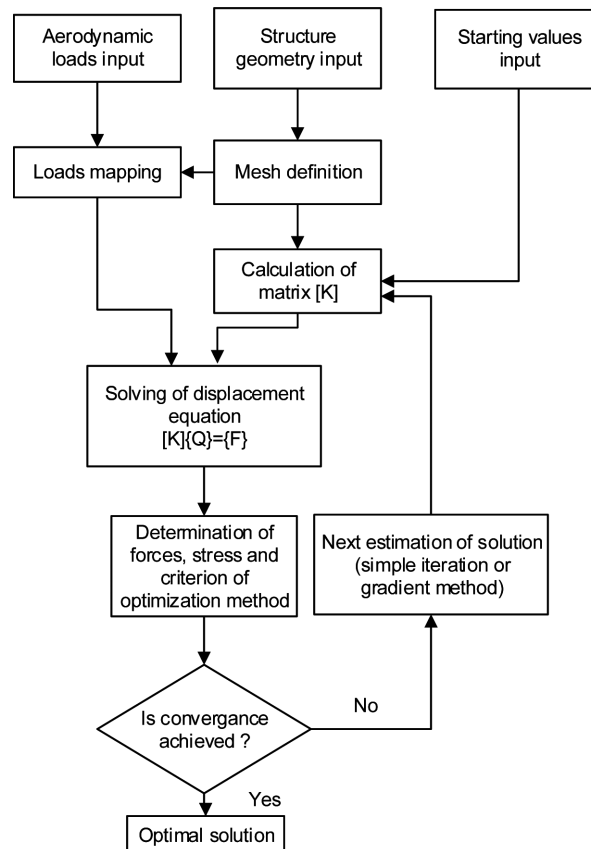 Aerodynamic
loads input
Structure
geometry input
Starting values
input
Loads mapping
Mesh definition
Calculation of
matrix [K]
Solving of displacement
equation
[K]{Q}={F}
Determination of
forces, stress and
criterion of
optimization method
Next estimation of solution
(simple iteration or
gradient method)
Is convergance
achieved ?
No
Yes
Optimal solution